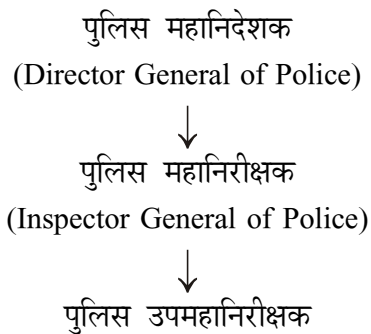 पुलिस महानिदेशक
(Director General of Police)
↓
पुलिस महानिरीक्षक
(Inspector General of Police)
↓
पुलिस उपमहानिरीक्षक